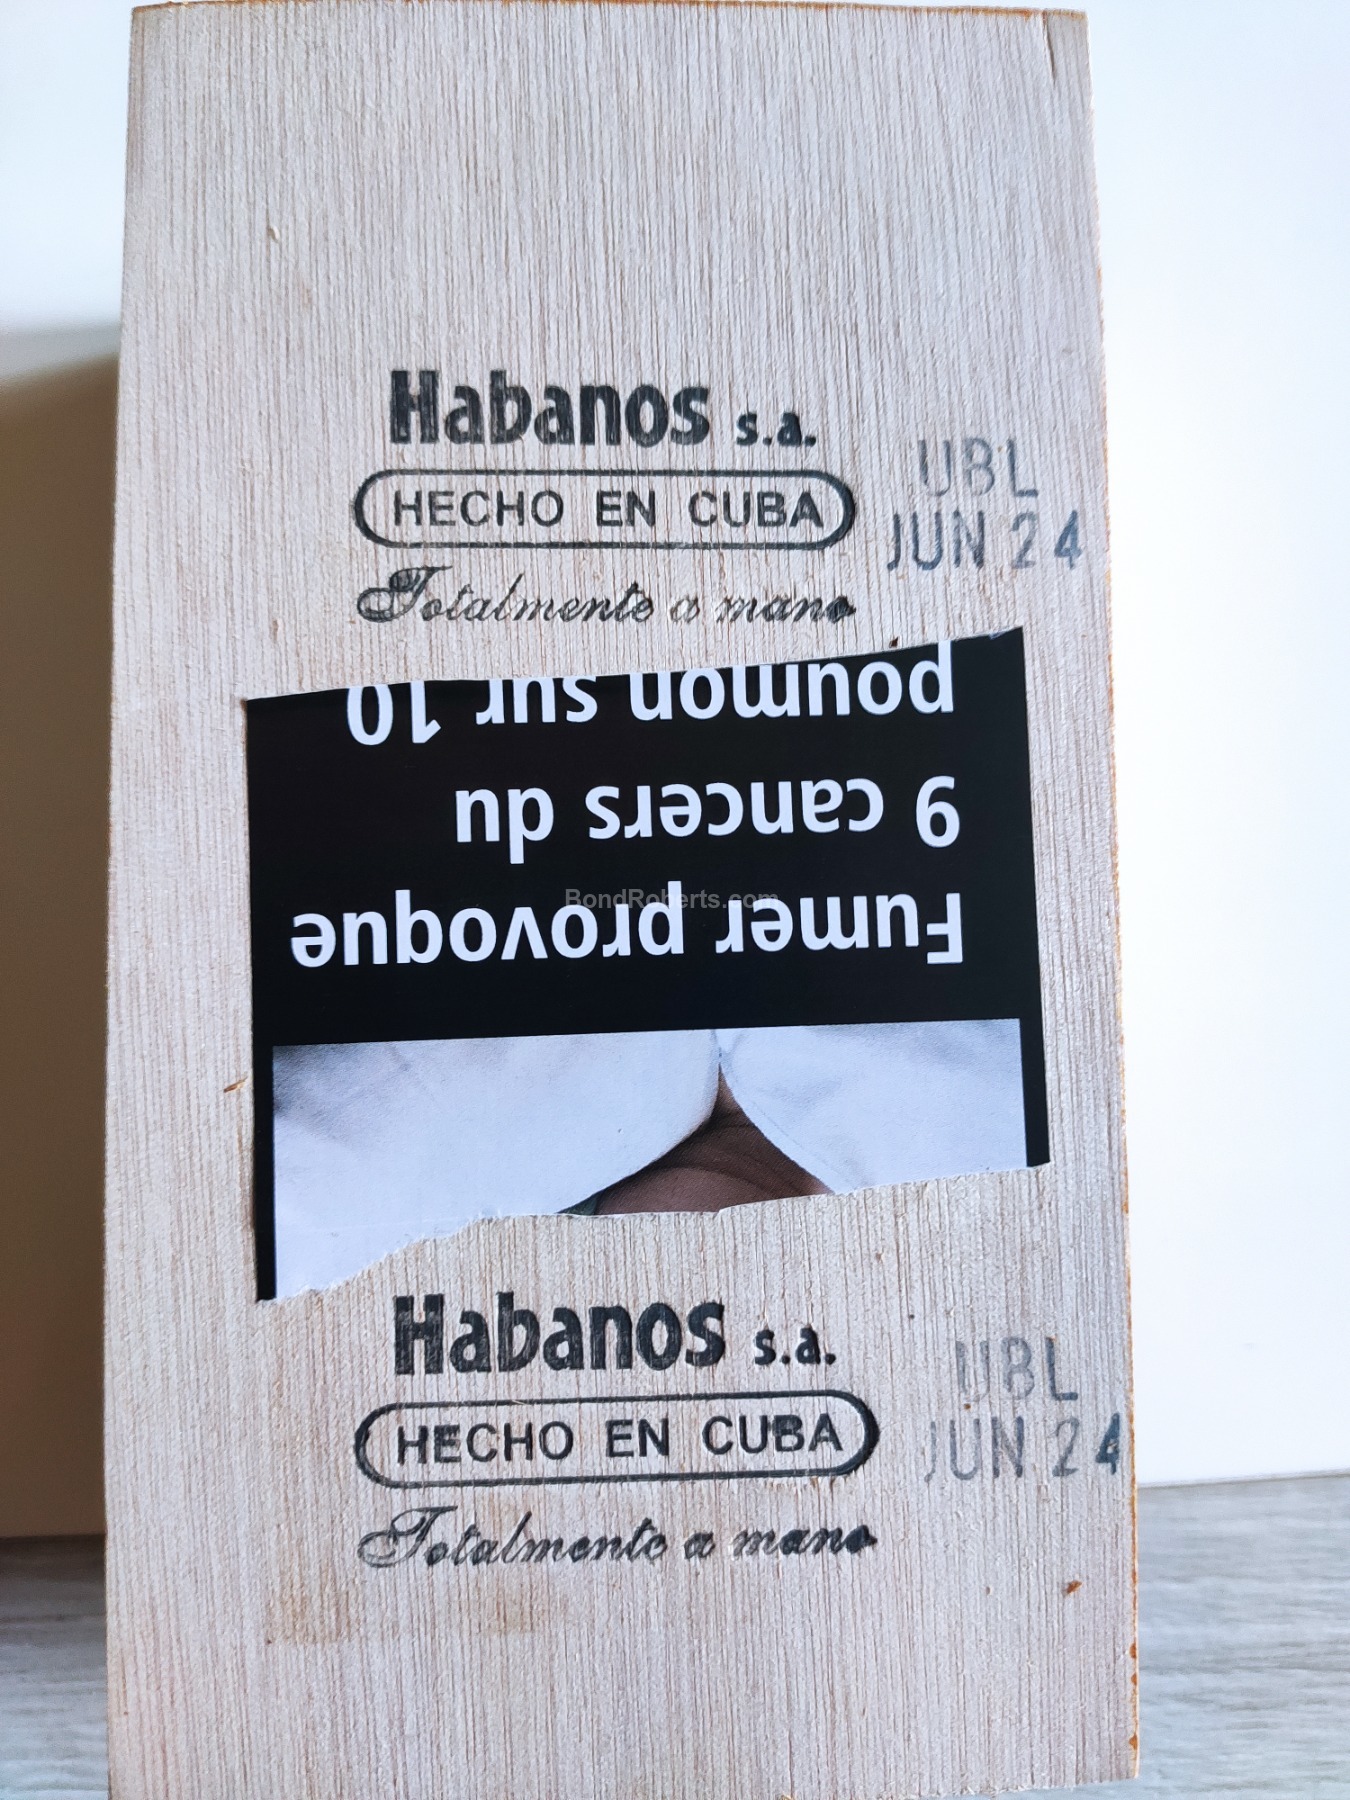 Habanos s.a.
HECHO EN CUBA
Totalmente a mano
UBL
JUN 24
Fumer provoque
9 cancers du
poumon sur 10
BondRoberts.com
Habanos s.a.
HECHO EN CUBA
Totalmente a mano
UBL
JUN 24